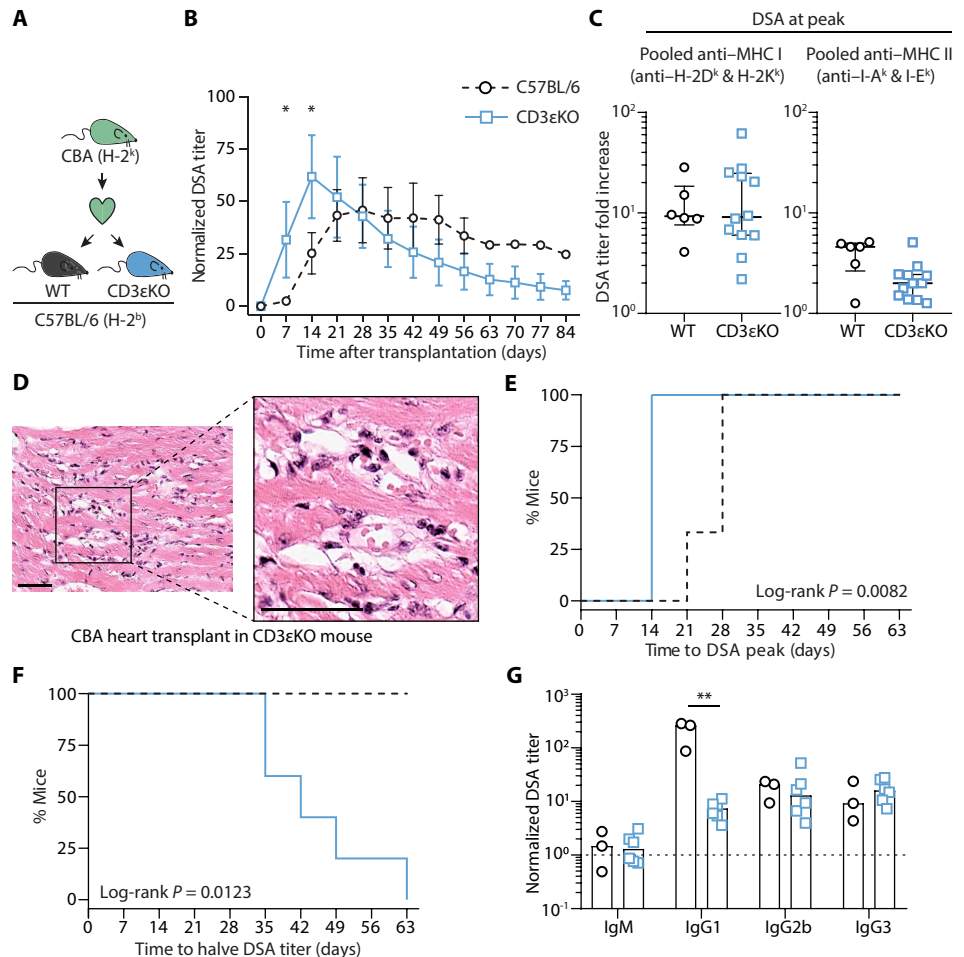 A
CBA (H-2ᵏ)
WT CD3εKO
C57BL/6 (H-2ᵇ)
B
C57BL/6
CD3εKO
Normalized DSA titer
100
75
50
25
0
* *
0 7 14 21 28 35 42 49 56 63 70 77 84
Time after transplantation (days)
C
DSA at peak
Pooled anti–MHC I
(anti–H-2Dᵏ & H-2Kᵏ)
Pooled anti–MHC II
(anti–I-Aᵏ & I-Eᵏ)
DSA titer fold increase
10²
10¹
10⁰
WT CD3εKO
10²
10¹
10⁰
WT CD3εKO
D
CBA heart transplant in CD3εKO mouse
E
% Mice
100
75
50
25
0
Log-rank P = 0.0082
0 7 14 21 28 35 42 49 56 63
Time to DSA peak (days)
F
% Mice
100
75
50
25
0
Log-rank P = 0.0123
0 7 14 21 28 35 42 49 56 63
Time to halve DSA titer (days)
G
Normalized DSA titer
10³
10²
10¹
10⁰
10⁻¹
**
IgM IgG1 IgG2b IgG3